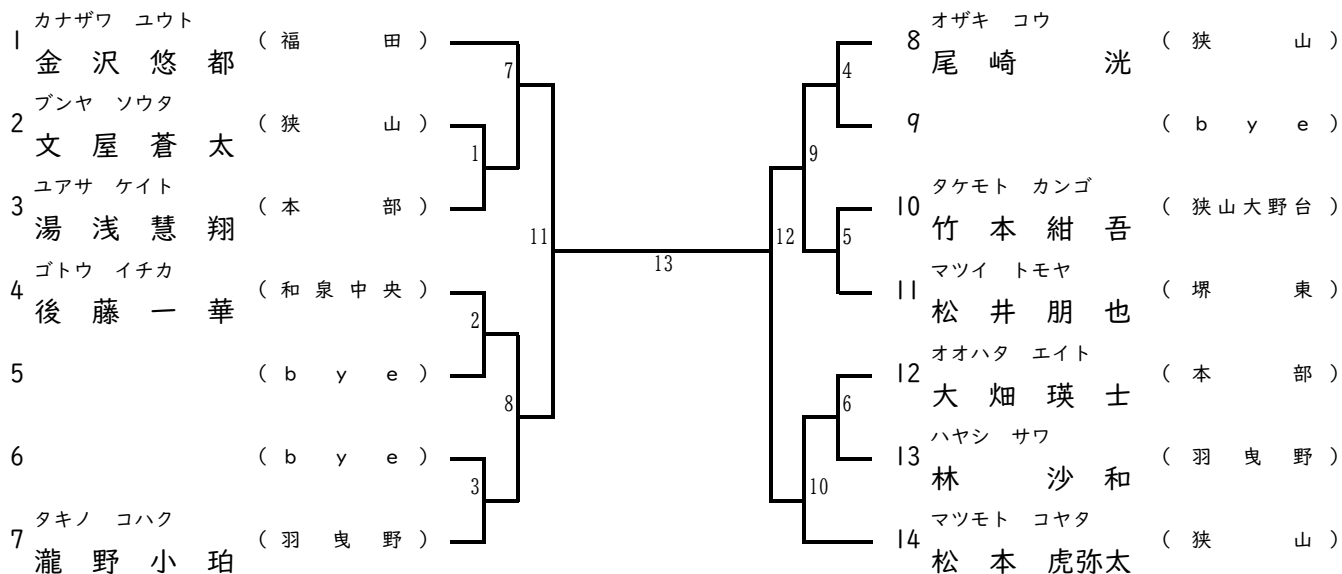 カナザワ ユウト
1 金沢悠都 (福田)
ブンヤ ソウタ
2 文屋蒼太 (狭山)
ユアサ ケイト
3 湯浅慧翔 (本部)
ゴトウ イチカ
4 後藤一華 (和泉中央)
5 (bye)
6 (bye)
タキノ コハク
7 瀧野小珀 (羽曳野)
7
1
11
2
8
3
13
4
9
12
5
6
10
オザキ コウ
8 尾崎 洸 (狭山)
9 (bye)
タケモト カンゴ
10 竹本紺吾 (狭山大野台)
マツイ トモヤ
11 松井朋也 (堺東)
オオハタ エイト
12 大畑瑛士 (本部)
ハヤシ サワ
13 林 沙和 (羽曳野)
マツモト コヤタ
14 松本虎弥太 (狭山)